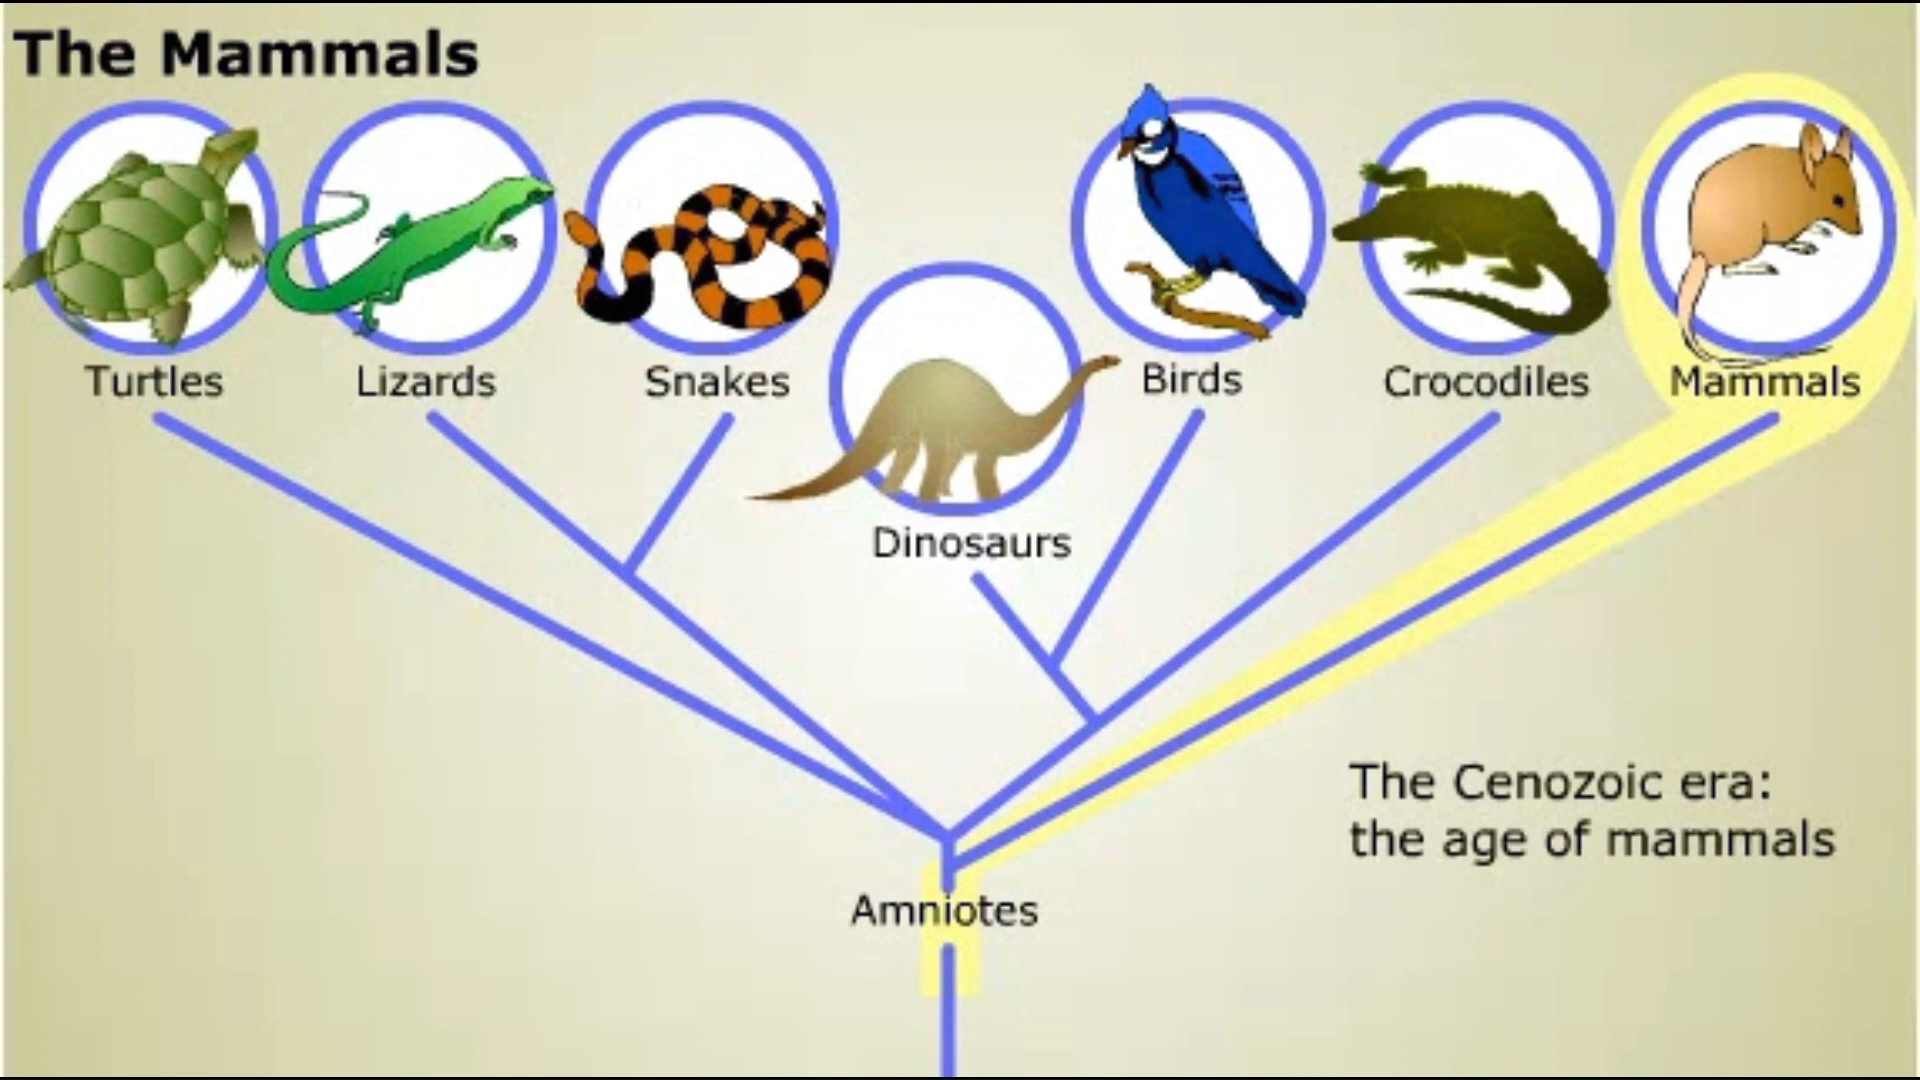 The Mammals
Turtles
Lizards
Snakes
Dinosaurs
Birds
Crocodiles
Mammals
The Cenozoic era:
the age of mammals
Amniotes